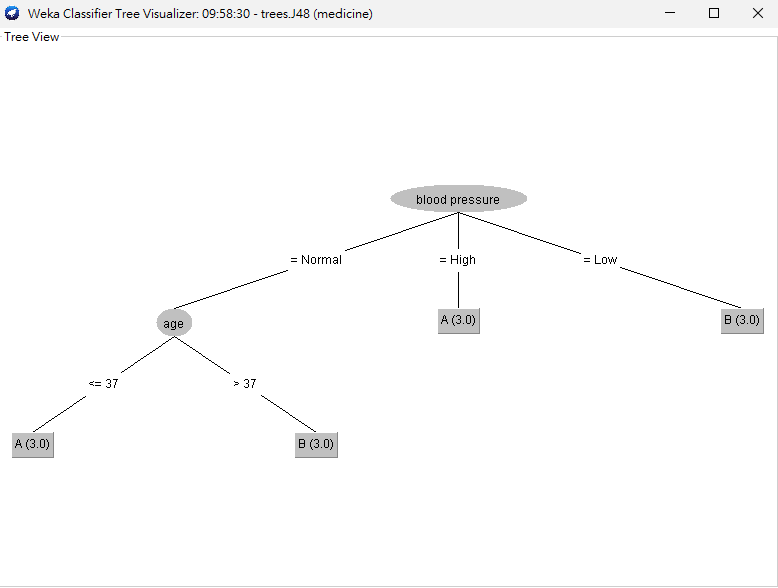 Weka Classifier Tree Visualizer: 09:58:30 - trees.J48 (medicine)
Tree View
blood pressure
= Normal
= High
= Low
age
A (3.0)
B (3.0)
<= 37
> 37
A (3.0)
B (3.0)